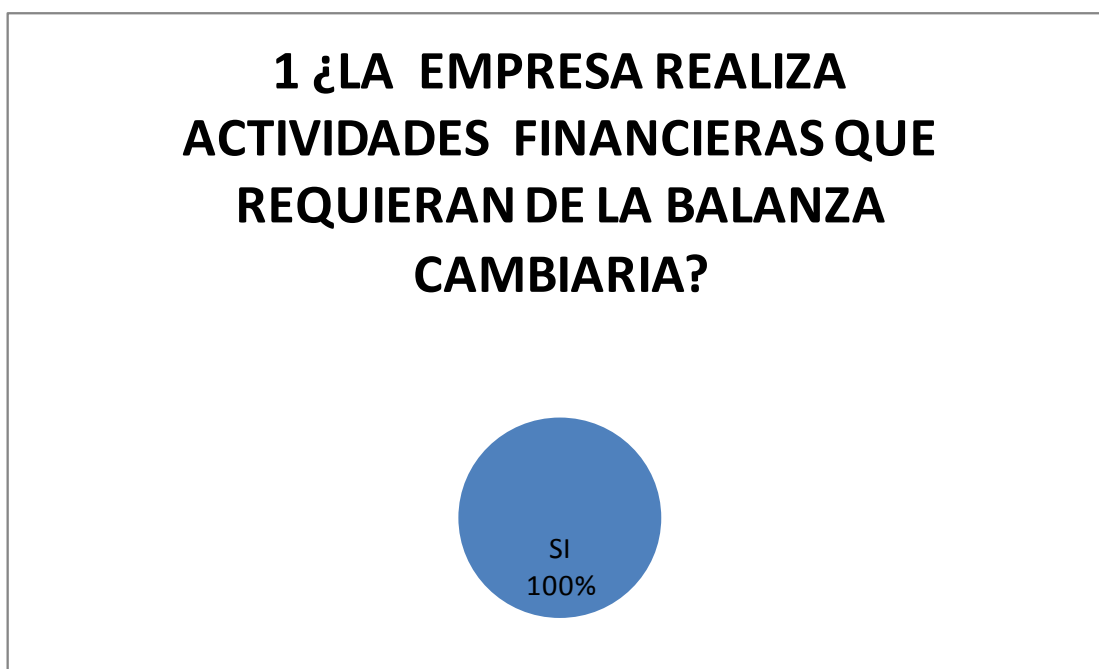 1 ¿LA EMPRESA REALIZA
ACTIVIDADES FINANCIERAS QUE
REQUIERAN DE LA BALANZA
CAMBIARIA?
SI
100%